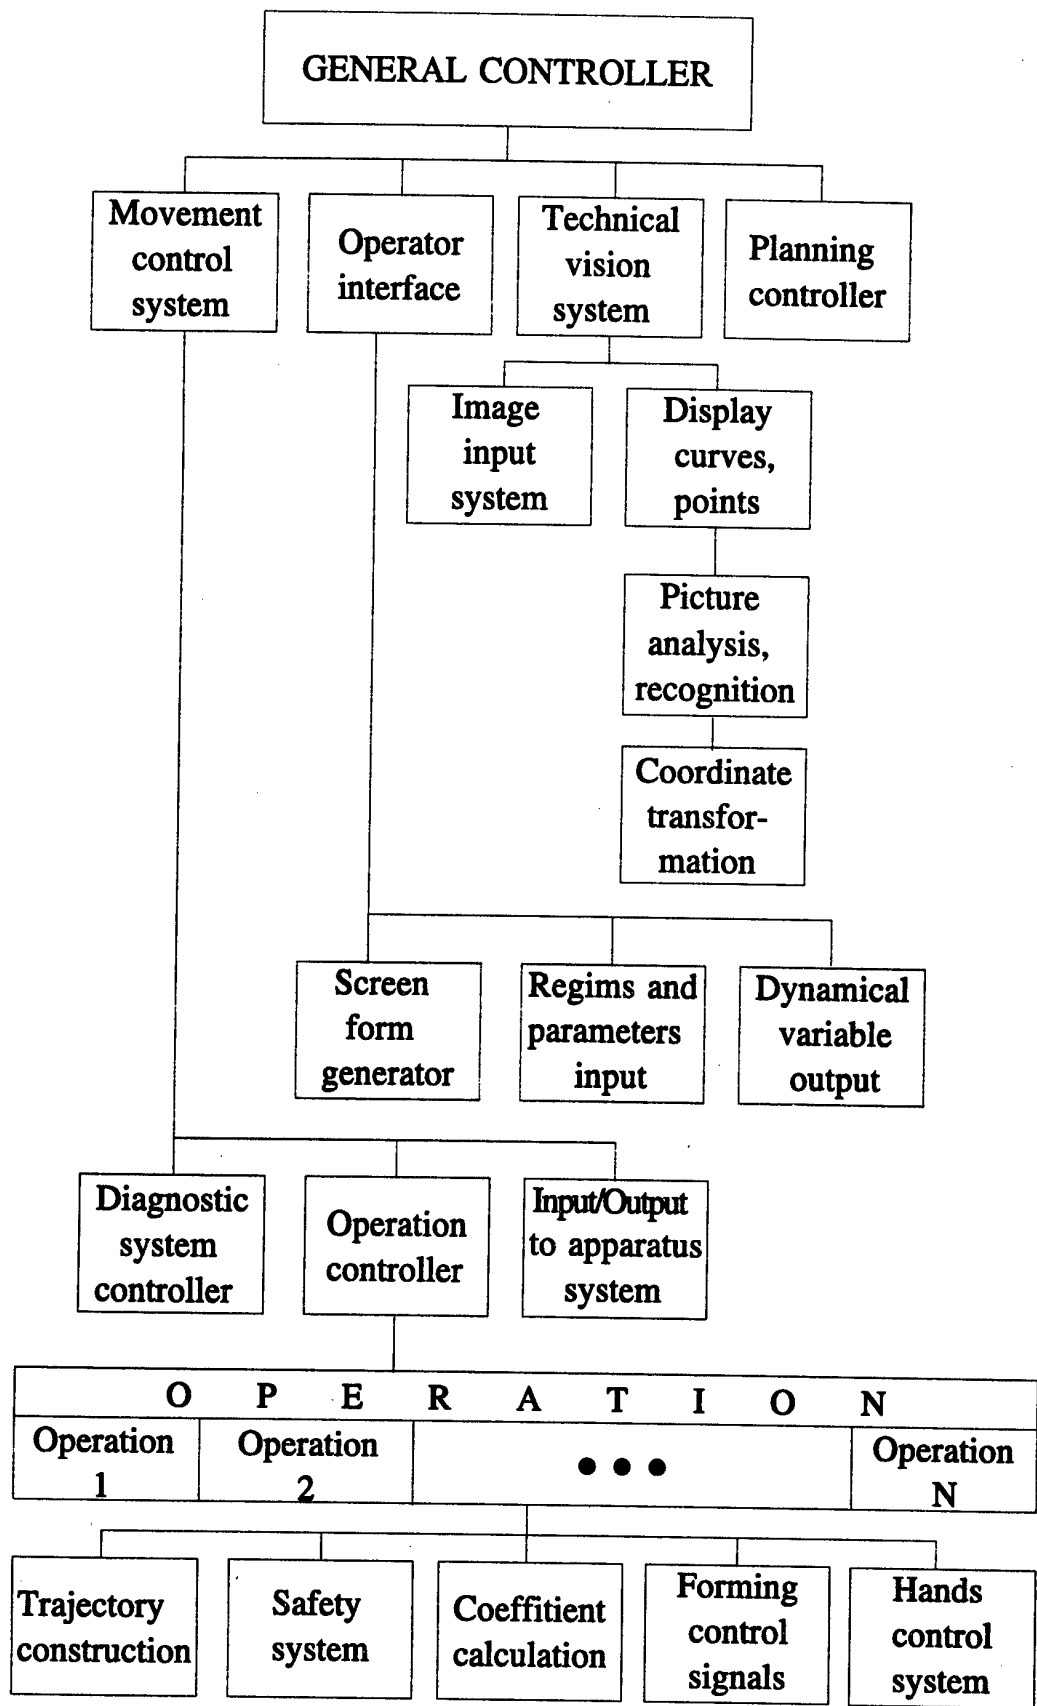 GENERAL CONTROLLER
Movement
control
system
Operator
interface
Technical
vision
system
Planning
controller
Image
input
system
Display
curves,
points
Picture
analysis,
recognition
Coordinate
transfor-
mation
Screen
form
generator
Regims and
parameters
input
Dynamical
variable
output
Diagnostic
system
controller
Operation
controller
Input/Output
to apparatus
system
O P E R A T I O N
Operation
1
Operation
2
● ● ●
Operation
N
Trajectory
construction
Safety
system
Coeffitient
calculation
Forming
control
signals
Hands
control
system